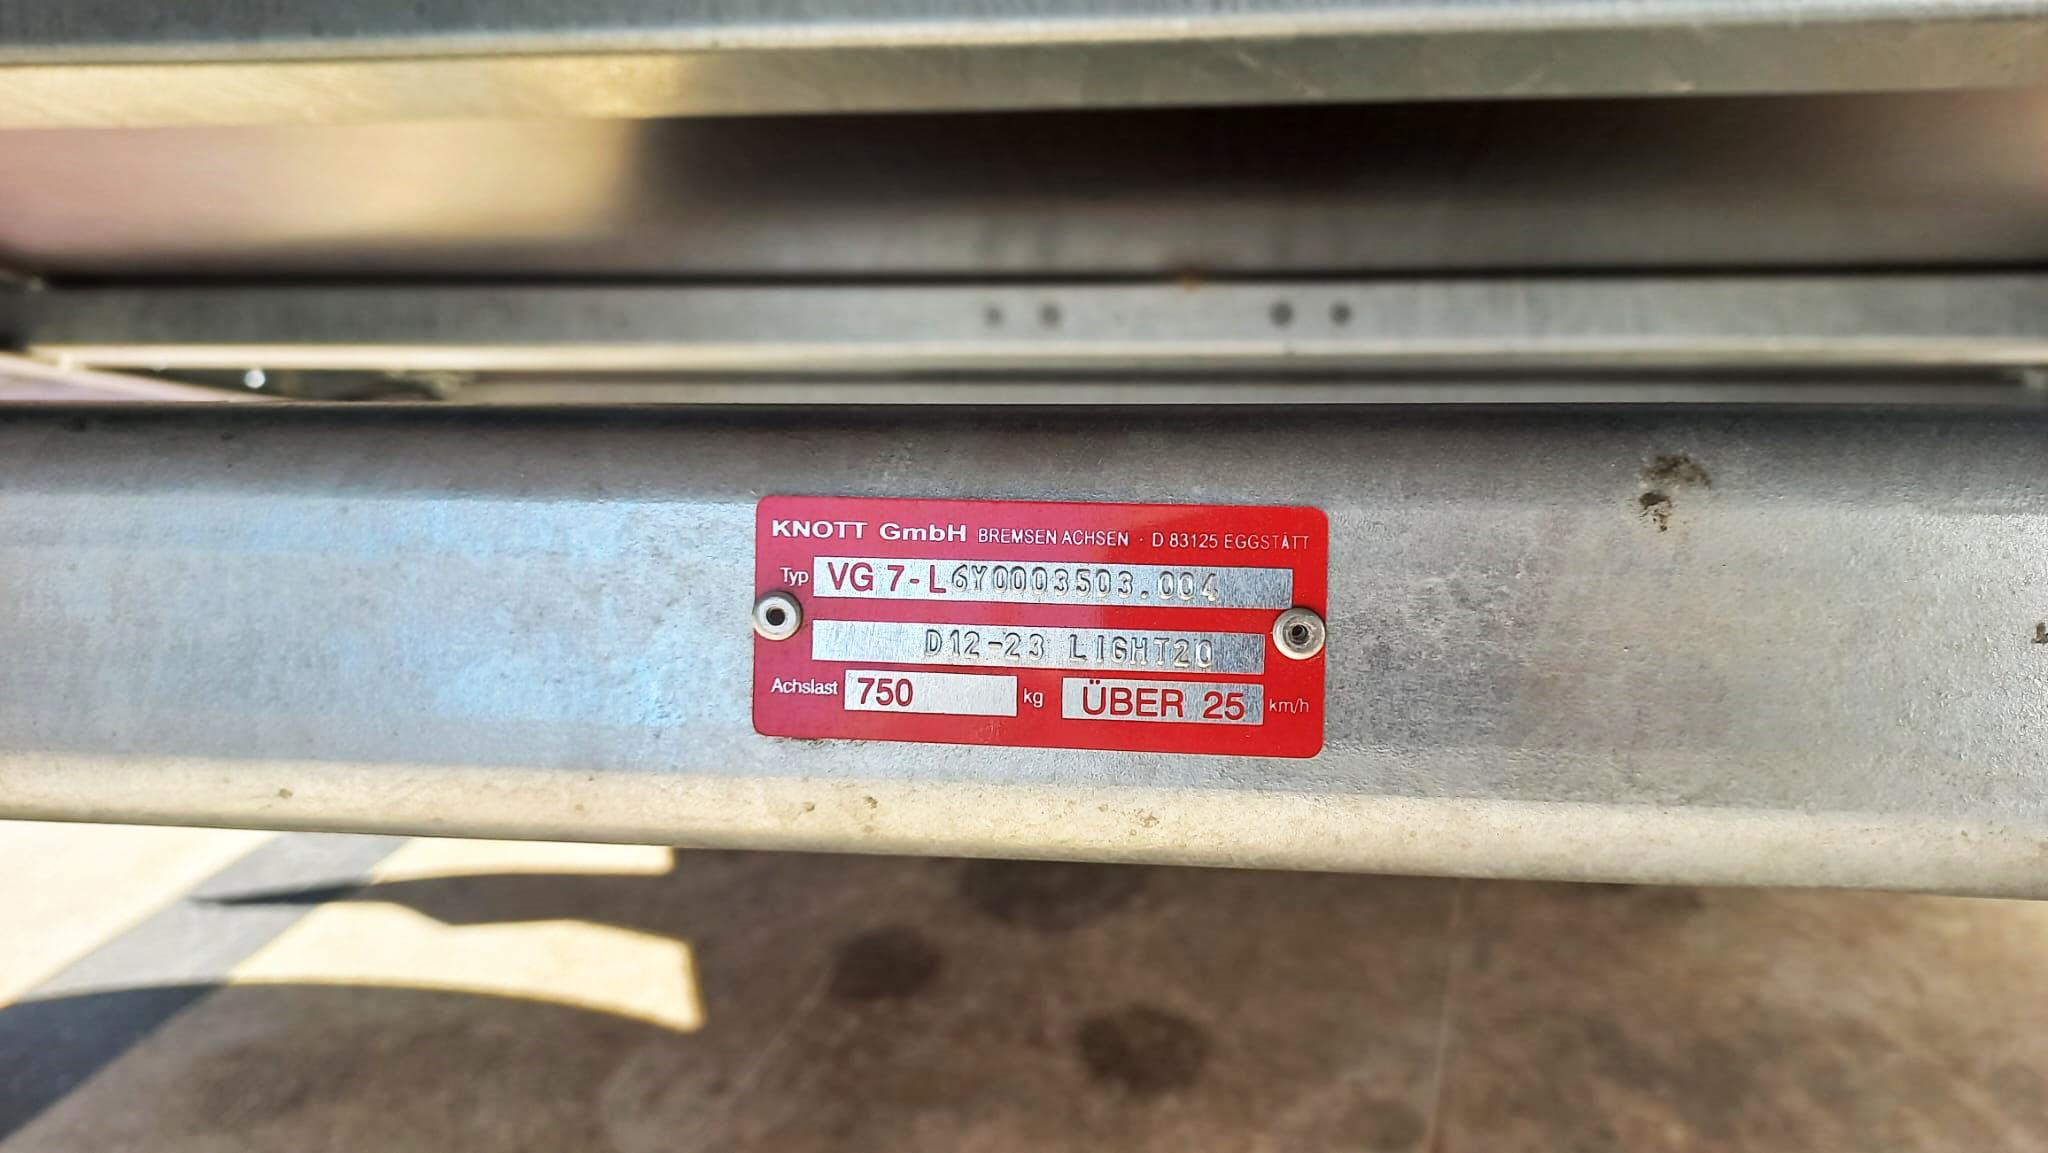 KNOTT GmbH BREMSEN ACHSEN · D 83125 EGGSTÄTT
Typ VG 7-L 6Y0003503.004
D12-23 LIGHT20
Achslast 750 kg ÜBER 25 km/h